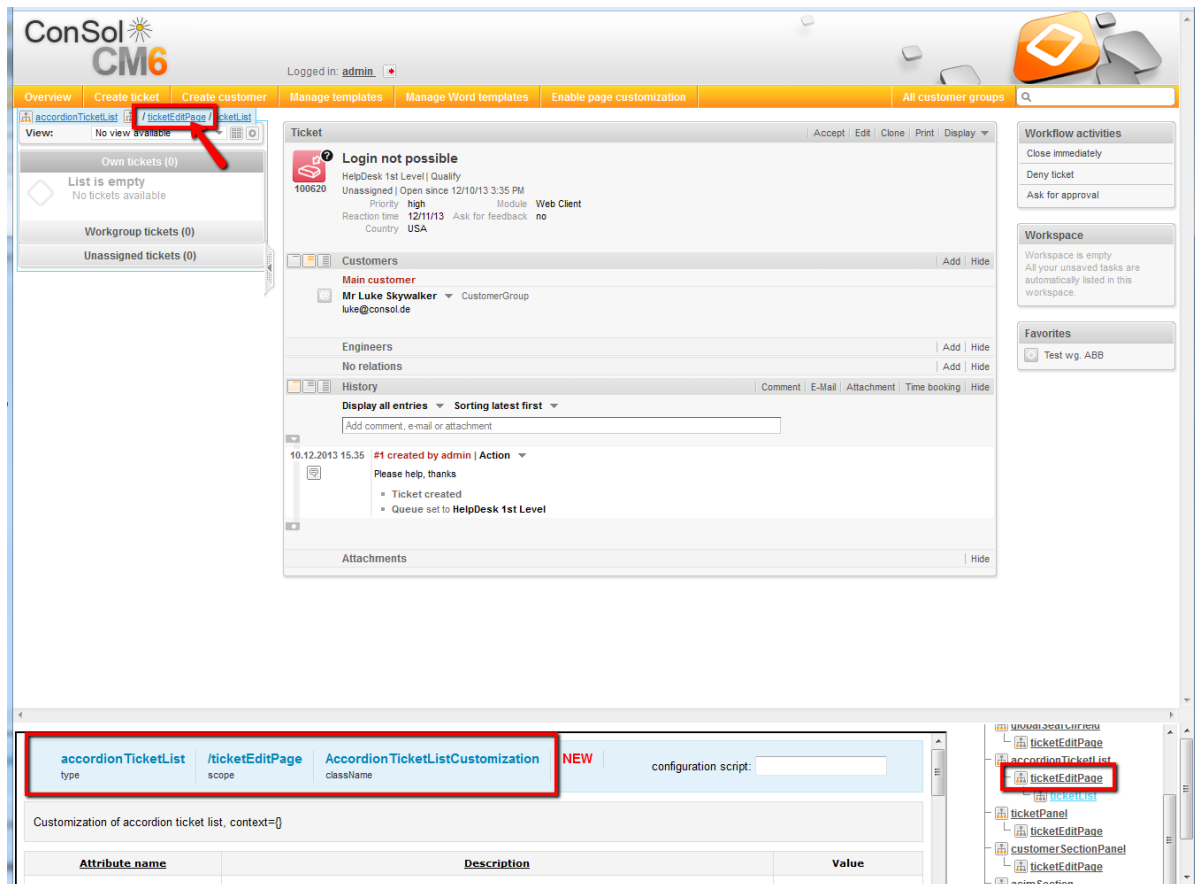 ConSol
CM6
Logged in: admin
Overview Create ticket Create customer Manage templates Manage Word templates Enable page customization All customer groups
accordionTicketList / ticketEditPage / icketList
View: No view available
Own tickets (0)
List is empty
No tickets available
Workgroup tickets (0)
Unassigned tickets (0)
Ticket Accept Edit Clone Print Display
Login not possible
HelpDesk 1st Level | Qualify
100620 Unassigned | Open since 12/10/13 3:35 PM
Priority high Module Web Client
Reaction time 12/11/13 Ask for feedback no
Country USA
Customers Add Hide
Main customer
Mr Luke Skywalker CustomerGroup
luke@consol.de
Engineers Add Hide
No relations Add Hide
History Comment E-Mail Attachment Time booking Hide
Display all entries Sorting latest first
Add comment, e-mail or attachment
10.12.2013 15.35 #1 created by admin | Action
Please help, thanks
Ticket created
Queue set to HelpDesk 1st Level
Attachments Hide
Workflow activities
Close immediately
Deny ticket
Ask for approval
Workspace
Workspace is empty
All your unsaved tasks are
automatically listed in this
workspace.
Favorites
Test wg. ABB
accordionTicketList /ticketEditPage AccordionTicketListCustomization NEW configuration script:
type scope className
Customization of accordion ticket list, context={}
Attribute name Description Value
globalSearchField
ticketEditPage
accordionTicketList
ticketEditPage
ticketList
ticketPanel
ticketEditPage
customerSectionPanel
ticketEditPage
acimSection